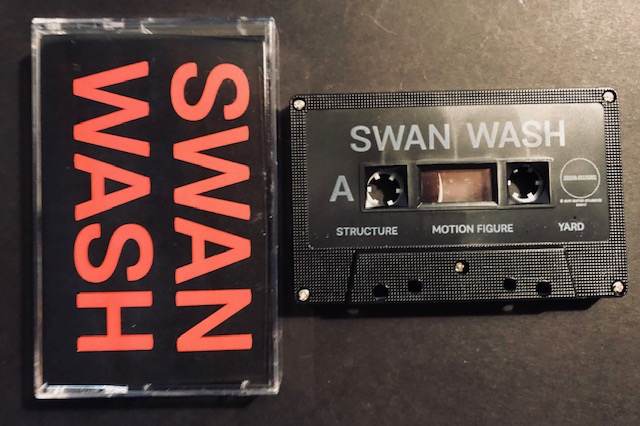 SWAN
WASH
SWAN WASH
A
STRUCTURE MOTION FIGURE YARD